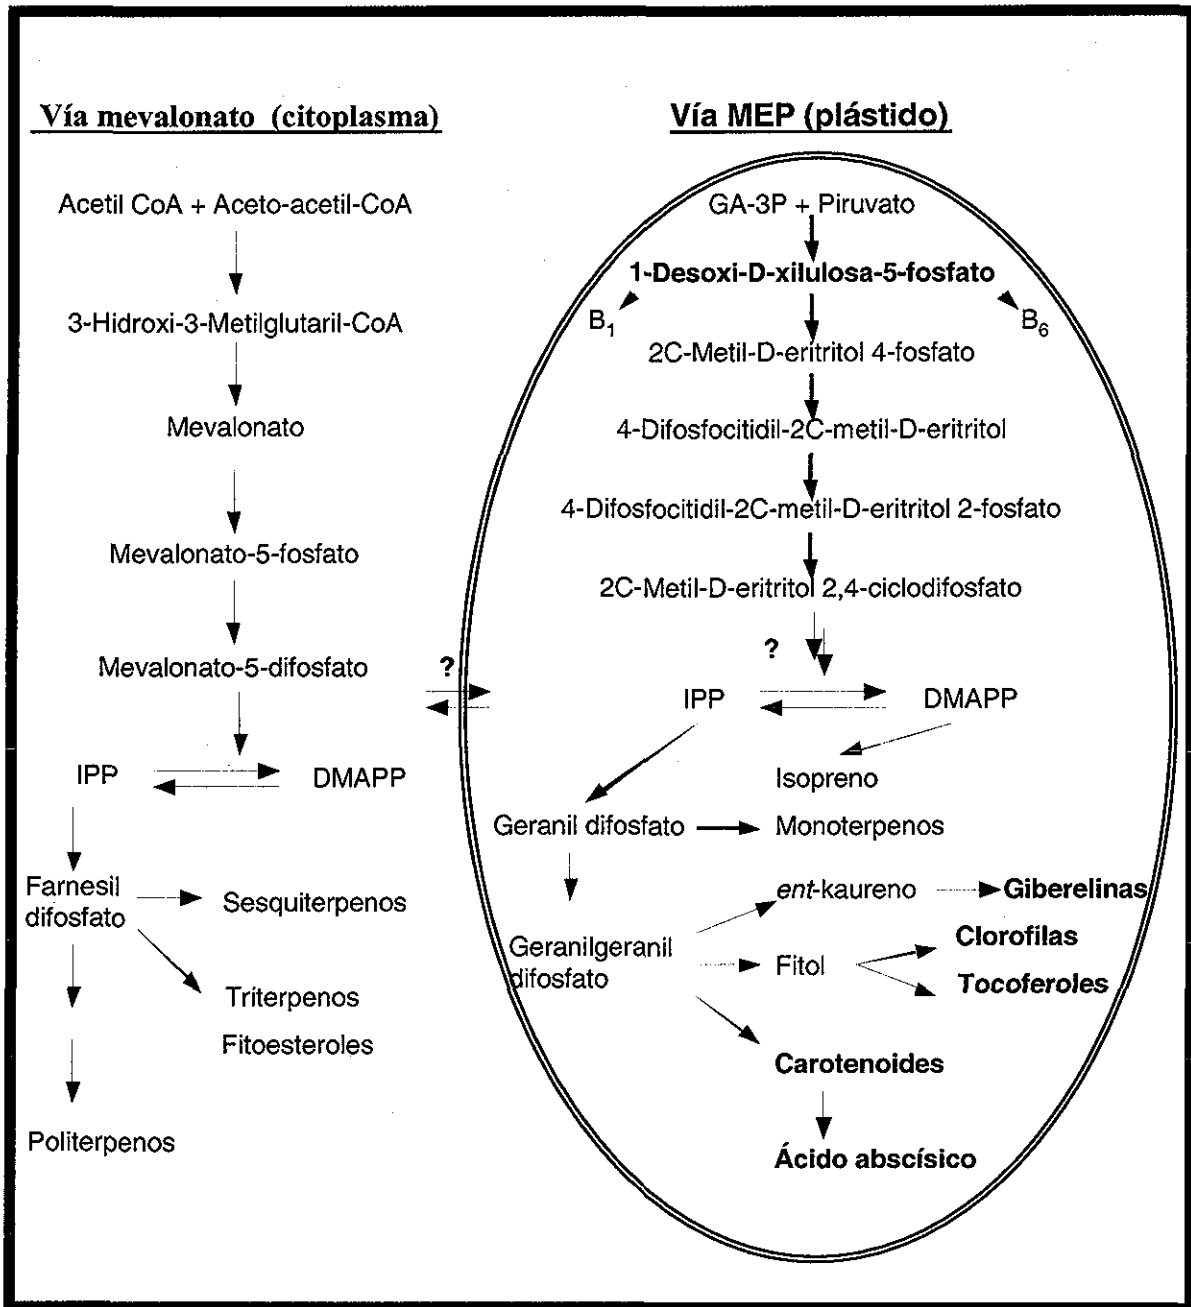 Vía mevalonato (citoplasma)
Acetil CoA + Aceto-acetil-CoA
3-Hidroxi-3-Metilglutaril-CoA
Mevalonato
Mevalonato-5-fosfato
Mevalonato-5-difosfato
?
IPP
DMAPP
Farnesil
difosfato
Sesquiterpenos
Triterpenos
Fitoesteroles
Politerpenos
Vía MEP (plástido)
GA-3P + Piruvato
1-Desoxi-D-xilulosa-5-fosfato
B1
B6
2C-Metil-D-eritritol 4-fosfato
4-Difosfocitidil-2C-metil-D-eritritol
4-Difosfocitidil-2C-metil-D-eritritol 2-fosfato
2C-Metil-D-eritritol 2,4-ciclodifosfato
?
IPP
DMAPP
Isopreno
Geranil difosfato
Monoterpenos
ent-kaureno
Giberelinas
Geranilgeranil
difosfato
Fitol
Clorofilas
Tocoferoles
Carotenoides
Ácido abscísico